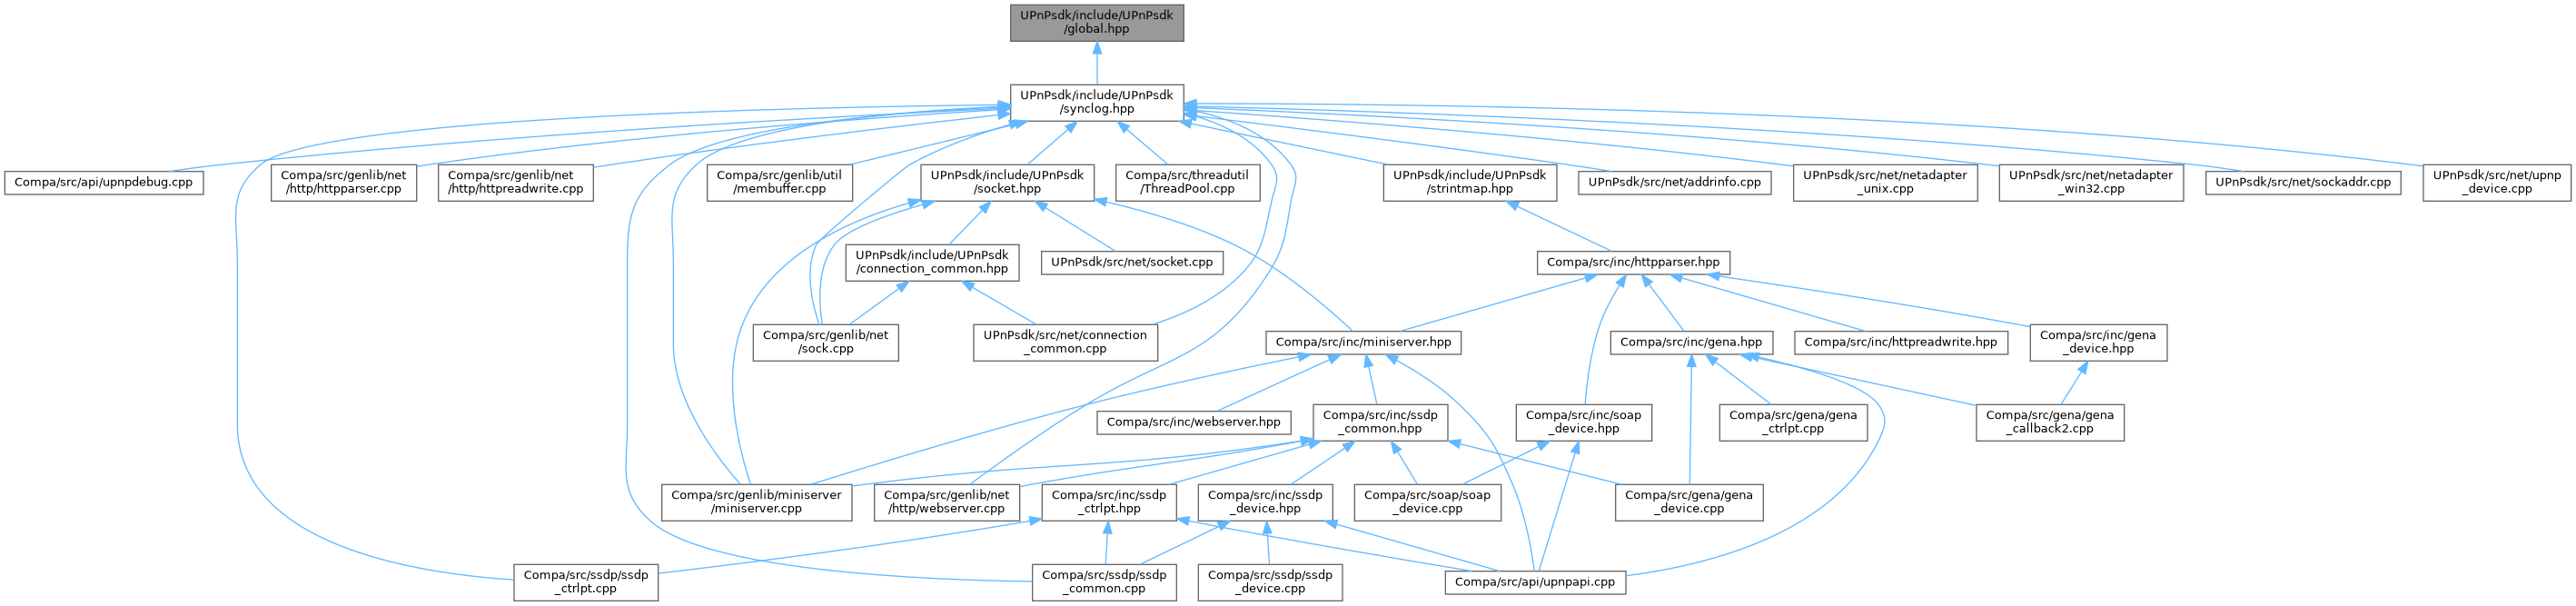 UPnPsdk/include/UPnPsdk
/global.hpp
UPnPsdk/include/UPnPsdk
/synclog.hpp
Compa/src/api/upnpdebug.cpp
Compa/src/genlib/net
/http/httpparser.cpp
Compa/src/genlib/net
/http/httpreadwrite.cpp
Compa/src/genlib/util
/membuffer.cpp
UPnPsdk/include/UPnPsdk
/socket.hpp
Compa/src/threadutil
/ThreadPool.cpp
UPnPsdk/include/UPnPsdk
/strintmap.hpp
UPnPsdk/src/net/addrinfo.cpp
UPnPsdk/src/net/netadapter
_unix.cpp
UPnPsdk/src/net/netadapter
_win32.cpp
UPnPsdk/src/net/sockaddr.cpp
UPnPsdk/src/net/upnp
_device.cpp
UPnPsdk/include/UPnPsdk
/connection_common.hpp
UPnPsdk/src/net/socket.cpp
Compa/src/inc/httpparser.hpp
Compa/src/genlib/net
/sock.cpp
UPnPsdk/src/net/connection
_common.cpp
Compa/src/inc/miniserver.hpp
Compa/src/inc/gena.hpp
Compa/src/inc/httpreadwrite.hpp
Compa/src/inc/gena
_device.hpp
Compa/src/inc/webserver.hpp
Compa/src/inc/ssdp
_common.hpp
Compa/src/inc/soap
_device.hpp
Compa/src/gena/gena
_ctrlpt.cpp
Compa/src/gena/gena
_callback2.cpp
Compa/src/genlib/miniserver
/miniserver.cpp
Compa/src/genlib/net
/http/webserver.cpp
Compa/src/inc/ssdp
_ctrlpt.hpp
Compa/src/inc/ssdp
_device.hpp
Compa/src/soap/soap
_device.cpp
Compa/src/gena/gena
_device.cpp
Compa/src/ssdp/ssdp
_ctrlpt.cpp
Compa/src/ssdp/ssdp
_common.cpp
Compa/src/ssdp/ssdp
_device.cpp
Compa/src/api/upnpapi.cpp